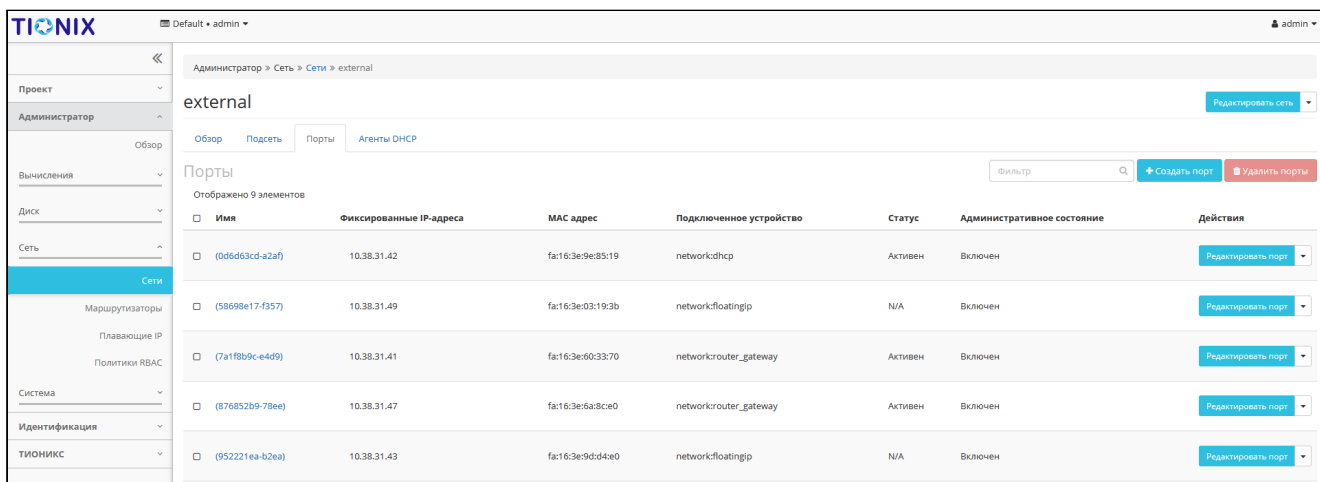 TIONIX
Default • admin
admin
Администратор » Сеть » Сети » external
Проект
Администратор
Обзор
Вычисления
Диск
Сеть
Сети
Маршрутизаторы
Плавающие IP
Политики RBAC
Система
Идентификация
ТИОНИКС
external
Редактировать сеть
Обзор Подсеть Порты Агенты DHCP
Порты
Фильтр
Создать порт
Удалить порты
Отображено 9 элементов
Имя Фиксированные IP-адреса MAC адрес Подключенное устройство Статус Административное состояние Действия
(0d6d63cd-a2af) 10.38.31.42 fa:16:3e:9e:85:19 network:dhcp Активен Включен Редактировать порт
(58698e17-f357) 10.38.31.49 fa:16:3e:03:19:3b network:floatingip N/A Включен Редактировать порт
(7a1f8b9c-e4d9) 10.38.31.41 fa:16:3e:60:33:70 network:router_gateway Активен Включен Редактировать порт
(876852b9-78ee) 10.38.31.47 fa:16:3e:6a:8c:e0 network:router_gateway Активен Включен Редактировать порт
(952221ea-b2ea) 10.38.31.43 fa:16:3e:9d:d4:e0 network:floatingip N/A Включен Редактировать порт